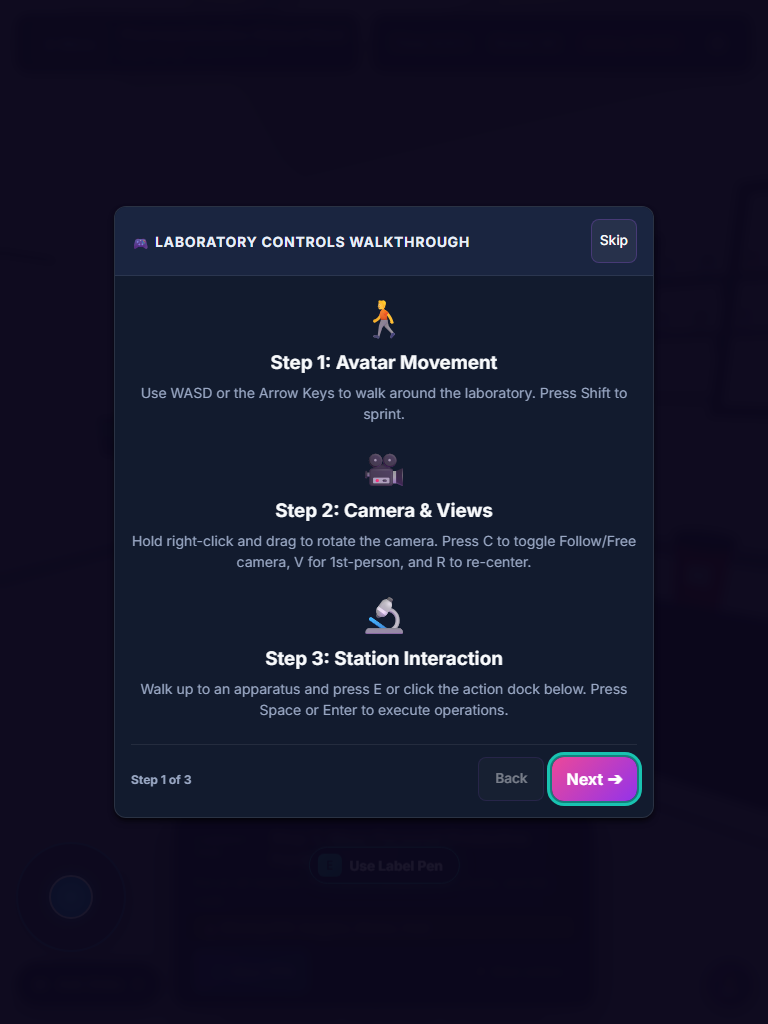 LABORATORY CONTROLS WALKTHROUGH
Skip
Step 1: Avatar Movement
Use WASD or the Arrow Keys to walk around the laboratory. Press Shift to
sprint.
Step 2: Camera & Views
Hold right-click and drag to rotate the camera. Press C to toggle Follow/Free
camera, V for 1st-person, and R to re-center.
Step 3: Station Interaction
Walk up to an apparatus and press E or click the action dock below. Press
Space or Enter to execute operations.
Step 1 of 3
Back
Next ➔
Use Label Pen